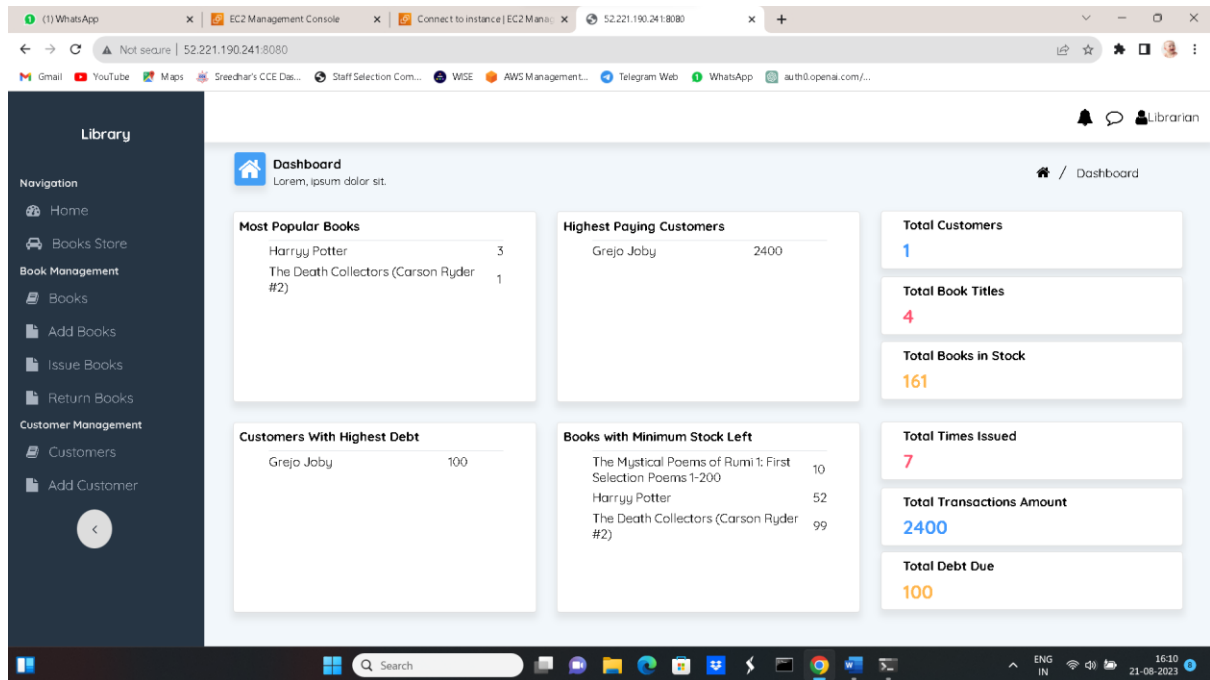 (1) WhatsApp
EC2 Management Console
Connect to instance | EC2 Manag
52.221.190.241:8080
Not secure | 52.221.190.241:8080
Gmail YouTube Maps Sreedhar's CCE Das... Staff Selection Com... WISE AWS Management... Telegram Web WhatsApp auth0.openai.com/...
Library
Librarian
Navigation
Home
Books Store
Book Management
Books
Add Books
Issue Books
Return Books
Customer Management
Customers
Add Customer
Dashboard
Lorem, ipsum dolor sit.
/ Dashboard
Most Popular Books
Harryy Potter 3
The Death Collectors (Carson Ryder
#2) 1
Highest Paying Customers
Grejo Joby 2400
Total Customers
1
Total Book Titles
4
Total Books in Stock
161
Customers With Highest Debt
Grejo Joby 100
Books with Minimum Stock Left
The Mystical Poems of Rumi 1: First
Selection Poems 1-200 10
Harryy Potter 52
The Death Collectors (Carson Ryder
#2) 99
Total Times Issued
7
Total Transactions Amount
2400
Total Debt Due
100
Search
ENG
IN
16:10
21-08-2023